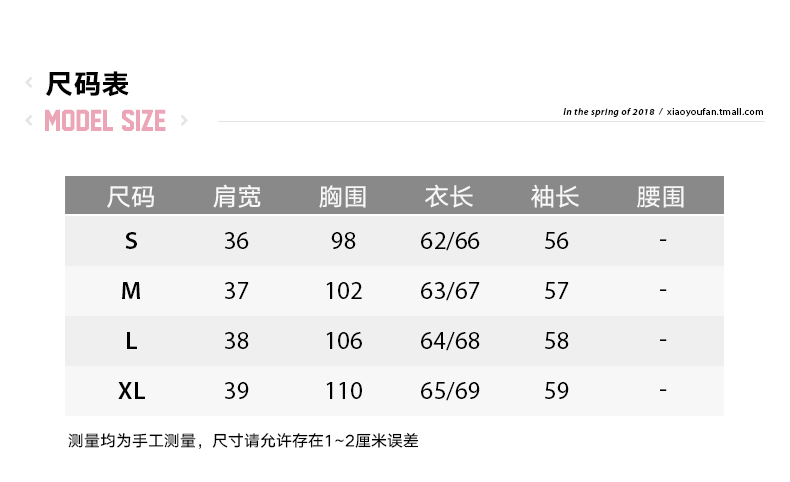 尺码表
MODEL SIZE
in the spring of 2018 / xiaoyoufan.tmall.com
尺码 肩宽 胸围 衣长 袖长 腰围
S 36 98 62/66 56 -
M 37 102 63/67 57 -
L 38 106 64/68 58 -
XL 39 110 65/69 59 -
测量均为手工测量，尺寸请允许存在1~2厘米误差